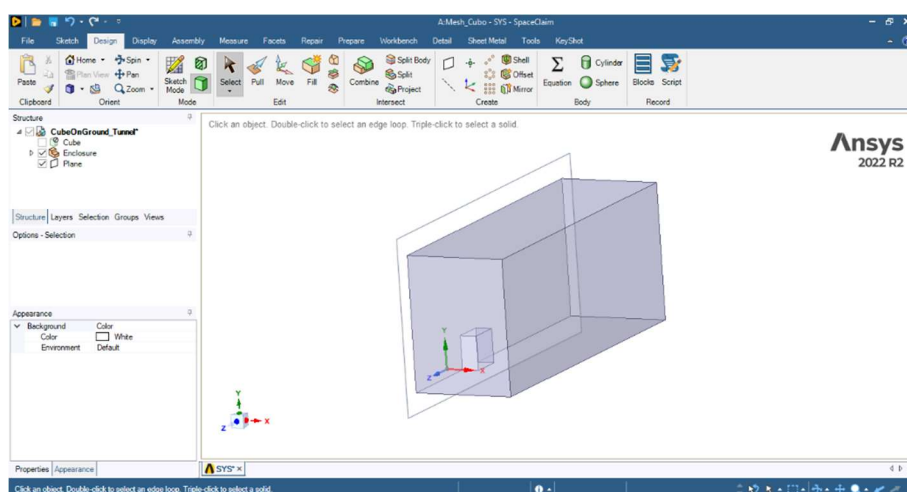 A:Mesh_Cubo - SYS - SpaceClaim
File Sketch Design Display Assembly Measure Facets Repair Prepare Workbench Detail Sheet Metal Tools KeyShot
Home Spin
Plan View Pan
Zoom
Paste
Sketch Mode
Select Pull Move Fill
Combine
Split Body
Split
Project
Shell
Offset
Mirror
Equation
Cylinder
Sphere
Blocks Script
Clipboard Orient Mode Edit Intersect Create Body Record
Structure
CubeOnGround_Tunnel*
Cube
Enclosure
Plane
Structure Layers Selection Groups Views
Options - Selection
Appearance
Background Color
Color White
Environment Default
Properties Appearance
Click an object. Double-click to select an edge loop. Triple-click to select a solid.
Ansys
2022 R2
Y
Z X
Y
Z X
SYS*
Click an object. Double-click to select an edge loop. Triple-click to select a solid.